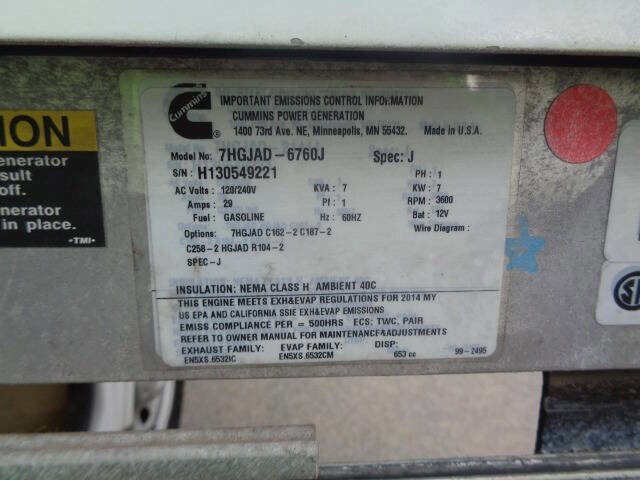 ION
enerator
sult
off.
nerator
in place.
•TMI•
Cummins
®
IMPORTANT EMISSIONS CONTROL INFORMATION
CUMMINS POWER GENERATION
1400 73rd Ave. NE, Minneapolis, MN 55432. Made in U.S.A.
Model No: 7HGJAD-6760J Spec: J
S/N: H130549221 PH: 1
AC Volts: 120/240V KVA: 7 KW: 7
Amps: 29 Pf: 1 RPM: 3600
Fuel: GASOLINE Hz: 60HZ Bat: 12V
Options: 7HGJAD C162-2 C187-2 Wire Diagram:
C258-2 HGJAD R104-2
SPEC-J
INSULATION: NEMA CLASS H AMBIENT 40C
THIS ENGINE MEETS EXH&EVAP REGULATIONS FOR 2014 MY
US EPA AND CALIFORNIA SSIE EXH&EVAP EMISSIONS
EMISS COMPLIANCE PER = 500HRS ECS: TWC, PAIR
REFER TO OWNER MANUAL FOR MAINTENANCE&ADJUSTMENTS
EXHAUST FAMILY: EVAP FAMILY: DISP:
EN5XS.6532IC EN5XS.6532CM 653 cc 99-2495